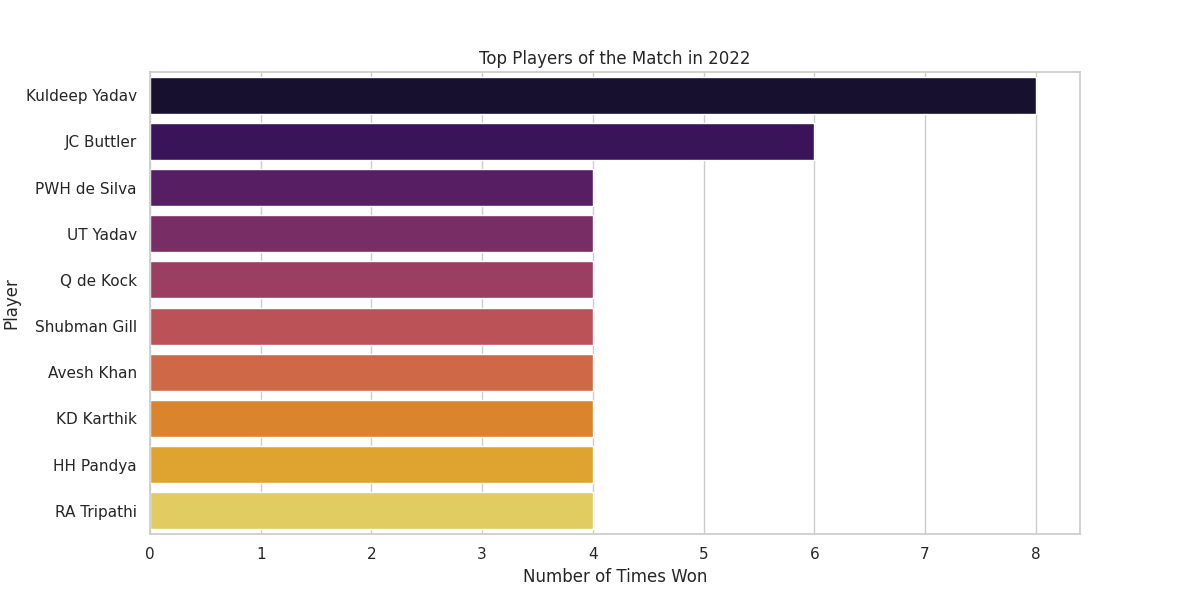 Top Players of the Match in 2022
Player
Kuldeep Yadav
JC Buttler
PWH de Silva
UT Yadav
Q de Kock
Shubman Gill
Avesh Khan
KD Karthik
HH Pandya
RA Tripathi
0 1 2 3 4 5 6 7 8
Number of Times Won